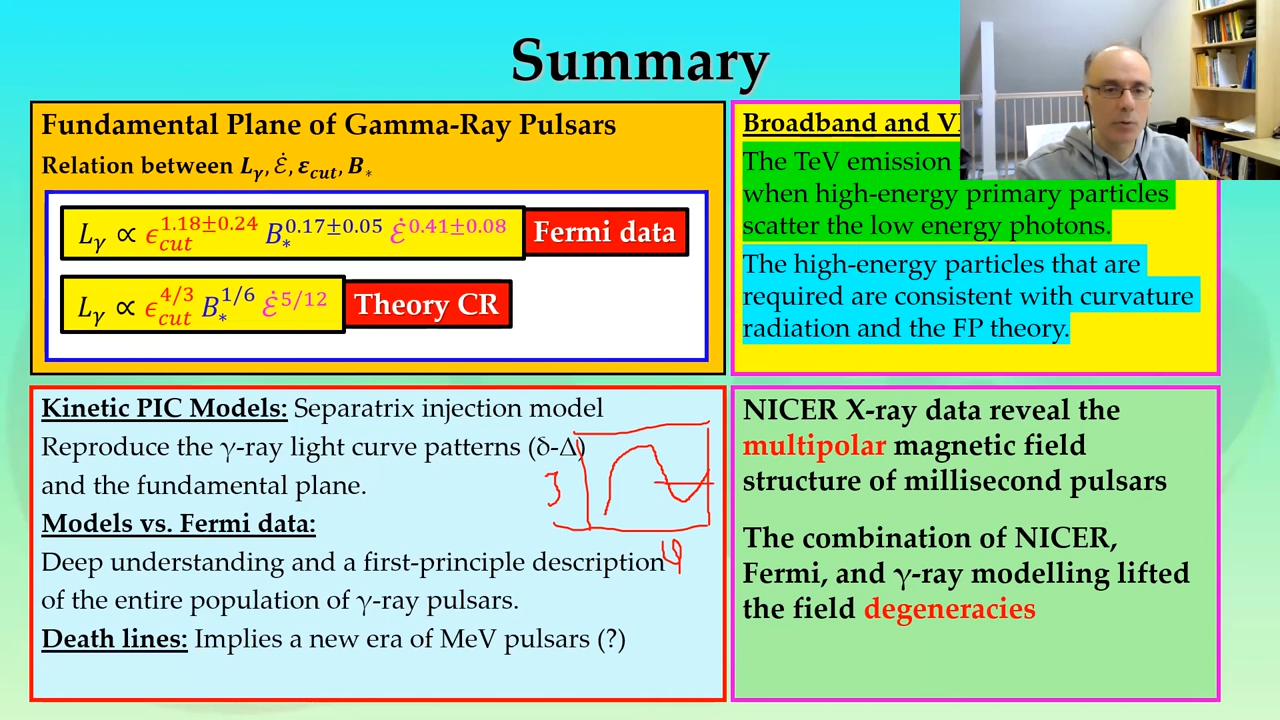 Summary
Fundamental Plane of Gamma-Ray Pulsars
Relation between L_γ, ℰ̇, ε_cut, B_*
L_γ ∝ ϵ_cut^{1.18±0.24} B_*^{0.17±0.05} ℰ̇^{0.41±0.08} Fermi data
L_γ ∝ ϵ_cut^{4/3} B_*^{1/6} ℰ̇^{5/12} Theory CR
Broadband and
The TeV emission
when high-energy primary particles
scatter the low energy photons.
The high-energy particles that are
required are consistent with curvature
radiation and the FP theory.
Kinetic PIC Models: Separatrix injection model
Reproduce the γ-ray light curve patterns (δ-Δ)
and the fundamental plane.
Models vs. Fermi data:
Deep understanding and a first-principle description
of the entire population of γ-ray pulsars.
Death lines: Implies a new era of MeV pulsars (?)
NICER X-ray data reveal the
multipolar magnetic field
structure of millisecond pulsars
The combination of NICER,
Fermi, and γ-ray modelling lifted
the field degeneracies